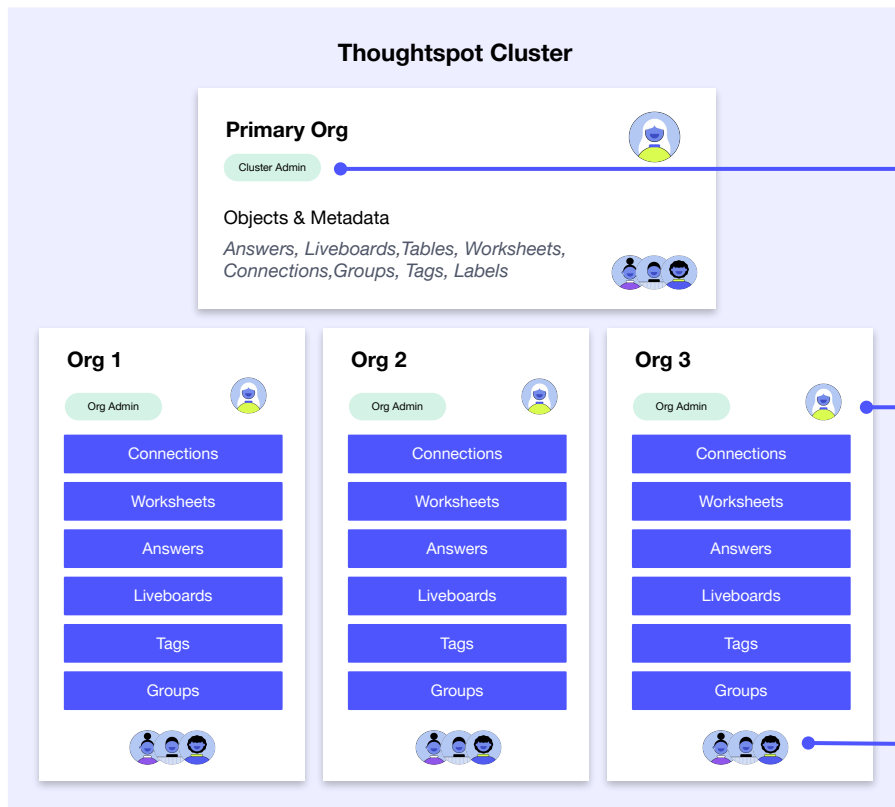 Thoughtspot Cluster
Primary Org
Cluster Admin
Objects & Metadata
Answers, Liveboards,Tables, Worksheets,
Connections,Groups, Tags, Labels
Org 1
Org Admin
Connections
Worksheets
Answers
Liveboards
Tags
Groups
Org 2
Org Admin
Connections
Worksheets
Answers
Liveboards
Tags
Groups
Org 3
Org Admin
Connections
Worksheets
Answers
Liveboards
Tags
Groups